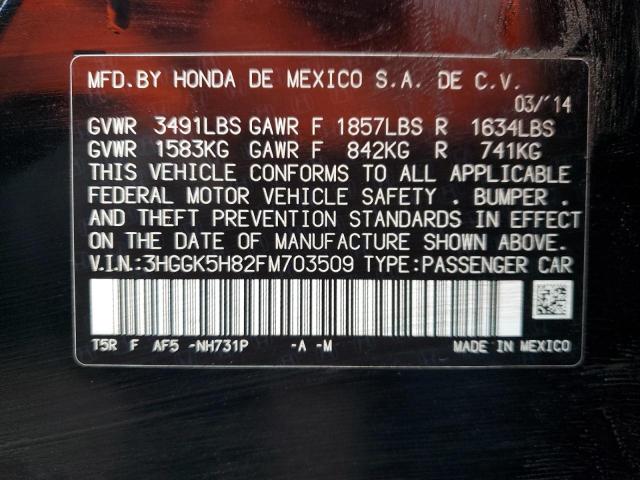 MFD.BY HONDA DE MEXICO S.A. DE C.V.
03/'14
GVWR 3491LBS GAWR F 1857LBS R 1634LBS
GVWR 1583KG GAWR F 842KG R 741KG
THIS VEHICLE CONFORMS TO ALL APPLICABLE
FEDERAL MOTOR VEHICLE SAFETY . BUMPER .
AND THEFT PREVENTION STANDARDS IN EFFECT
ON THE DATE OF MANUFACTURE SHOWN ABOVE.
V.I.N.:3HGGK5H82FM703509 TYPE:PASSENGER CAR
T5R F AF5 -NH731P -A -M MADE IN MEXICO